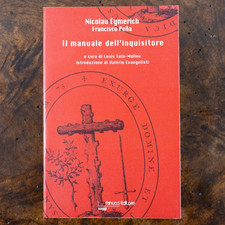 Nicolau Eymerich
Francisco Peña
Il manuale dell'inquisitore
a cura di Louis Sala-Molins
introduzione di Valerio Evangelisti
EXURGE DOMINE ET